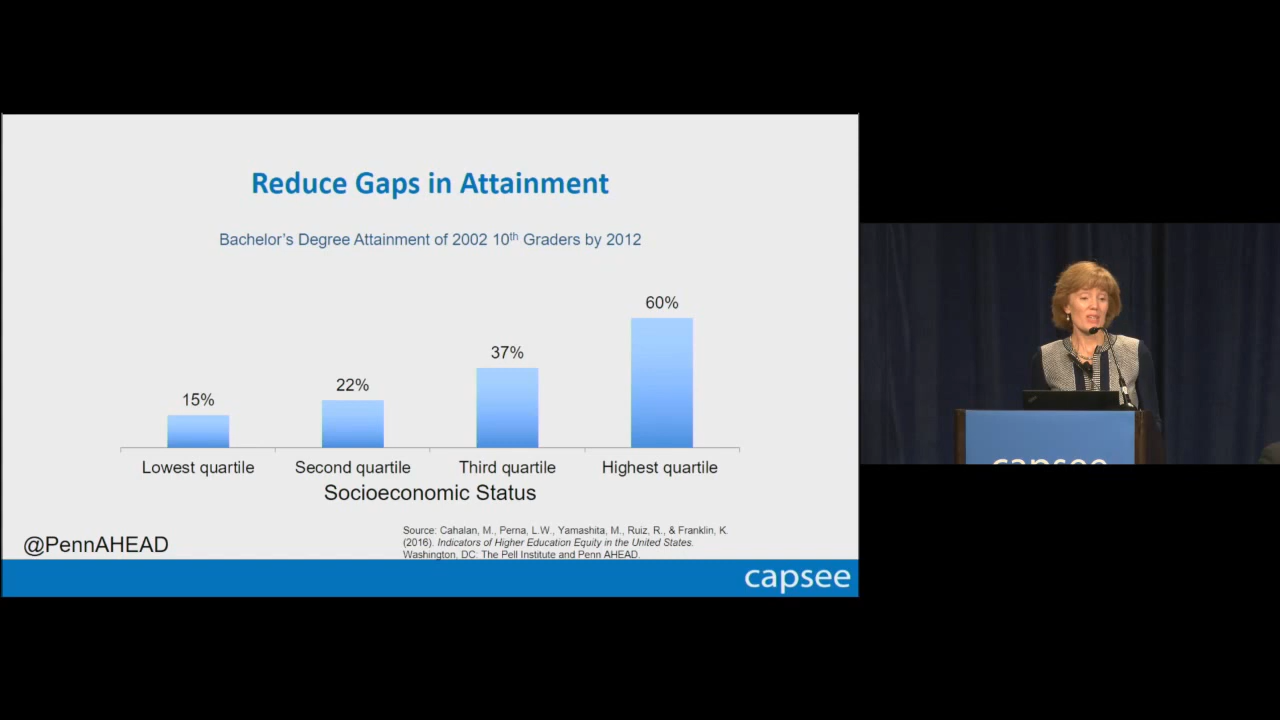 Reduce Gaps in Attainment
Bachelor's Degree Attainment of 2002 10th Graders by 2012
15%
22%
37%
60%
Lowest quartile
Second quartile
Third quartile
Highest quartile
Socioeconomic Status
Source: Cahalan, M., Perna, L.W., Yamashita, M., Ruiz, R., & Franklin, K.
(2016). Indicators of Higher Education Equity in the United States.
Washington, DC: The Pell Institute and Penn AHEAD.
@PennAHEAD
capsee
capsee